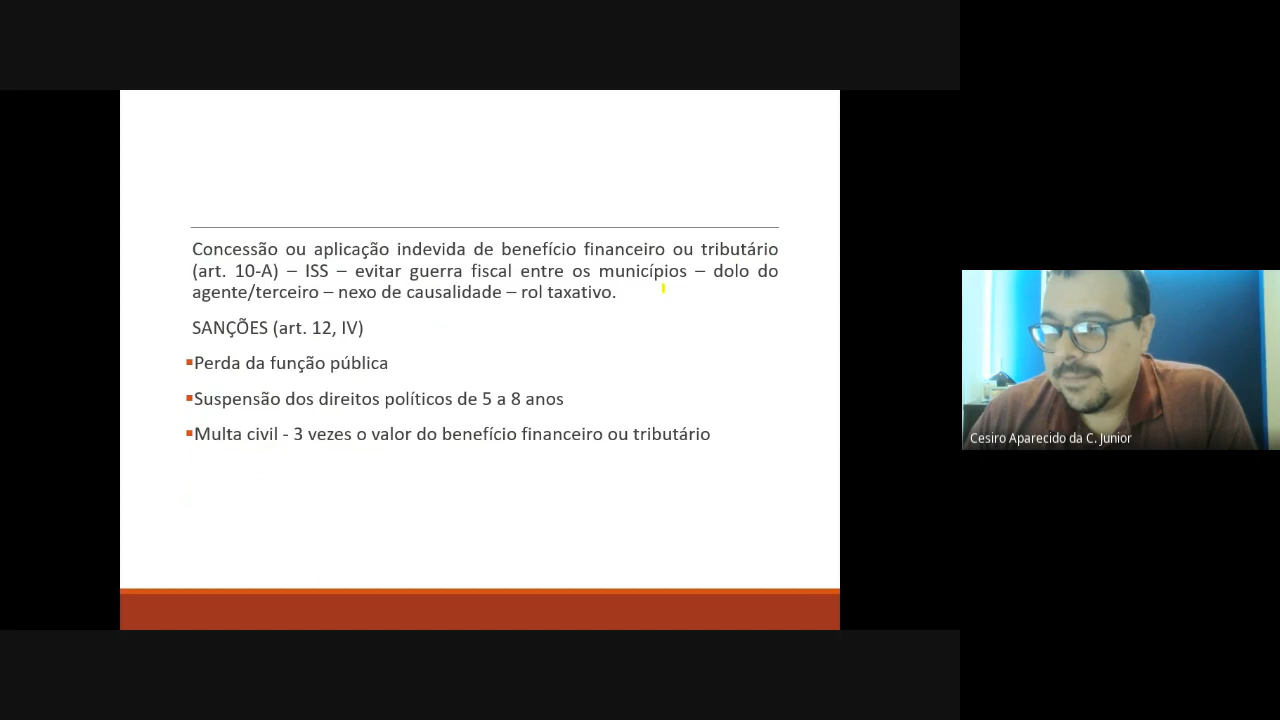 Concessão ou aplicação indevida de benefício financeiro ou tributário
(art. 10-A) – ISS – evitar guerra fiscal entre os municípios – dolo do
agente/terceiro – nexo de causalidade – rol taxativo.
SANÇÕES (art. 12, IV)
▪Perda da função pública
▪Suspensão dos direitos políticos de 5 a 8 anos
▪Multa civil - 3 vezes o valor do benefício financeiro ou tributário
Cesiro Aparecido da C. Junior